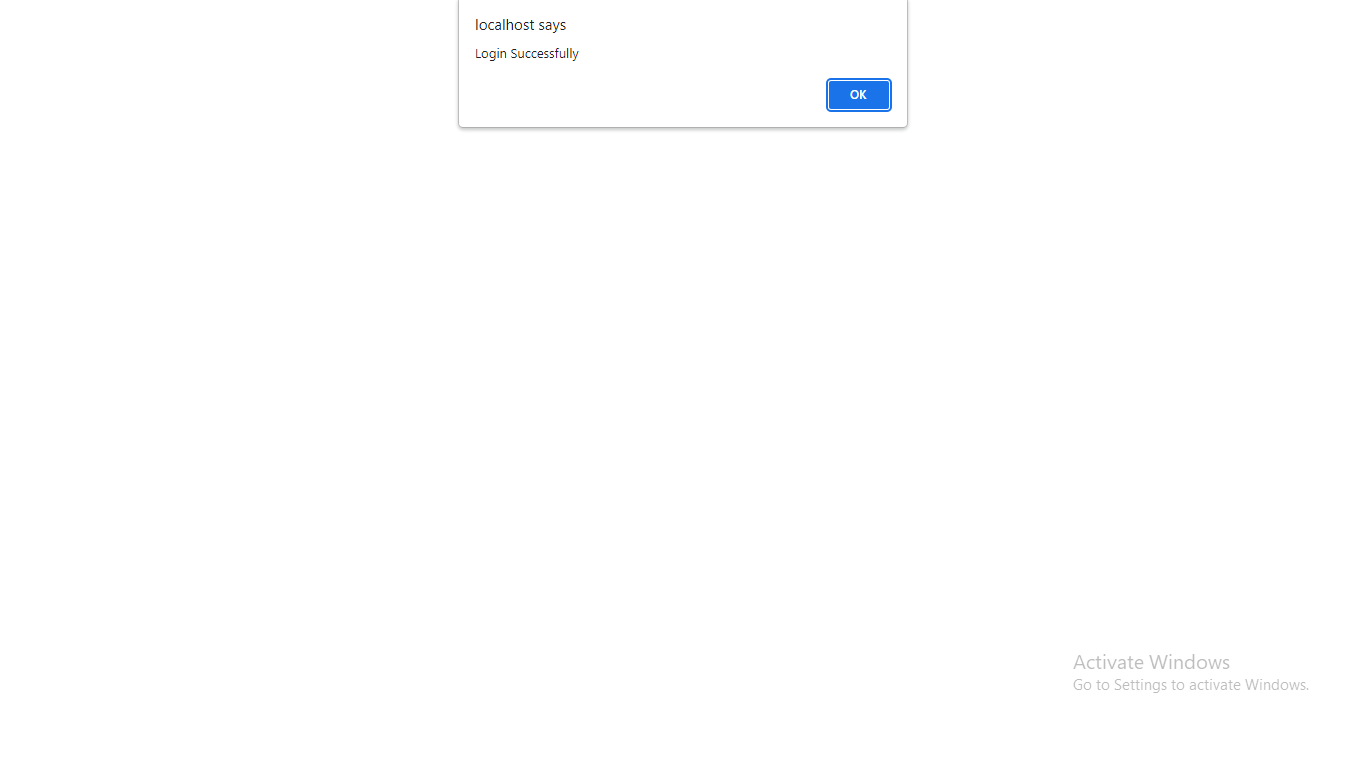 localhost says
Login Successfully
OK
Activate Windows
Go to Settings to activate Windows.